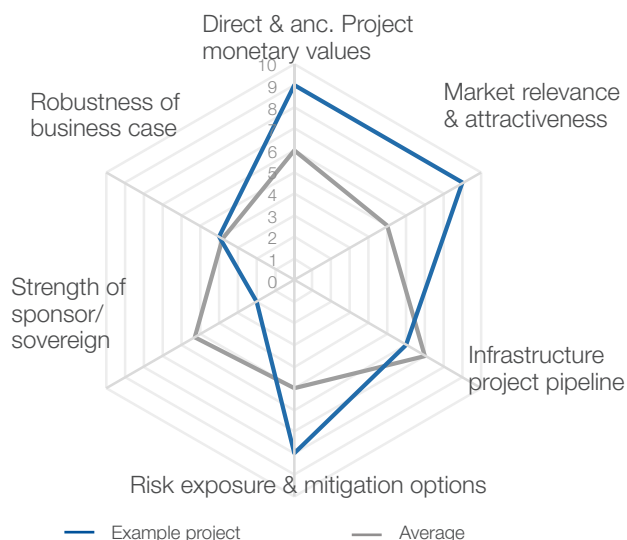 Direct & anc. Project
monetary values
Market relevance
& attractiveness
Robustness of
business case
10
9
8
7
6
5
4
3
2
1
0
Strength of
sponsor/
sovereign
Infrastructure
project pipeline
Risk exposure & mitigation options
Example project
Average